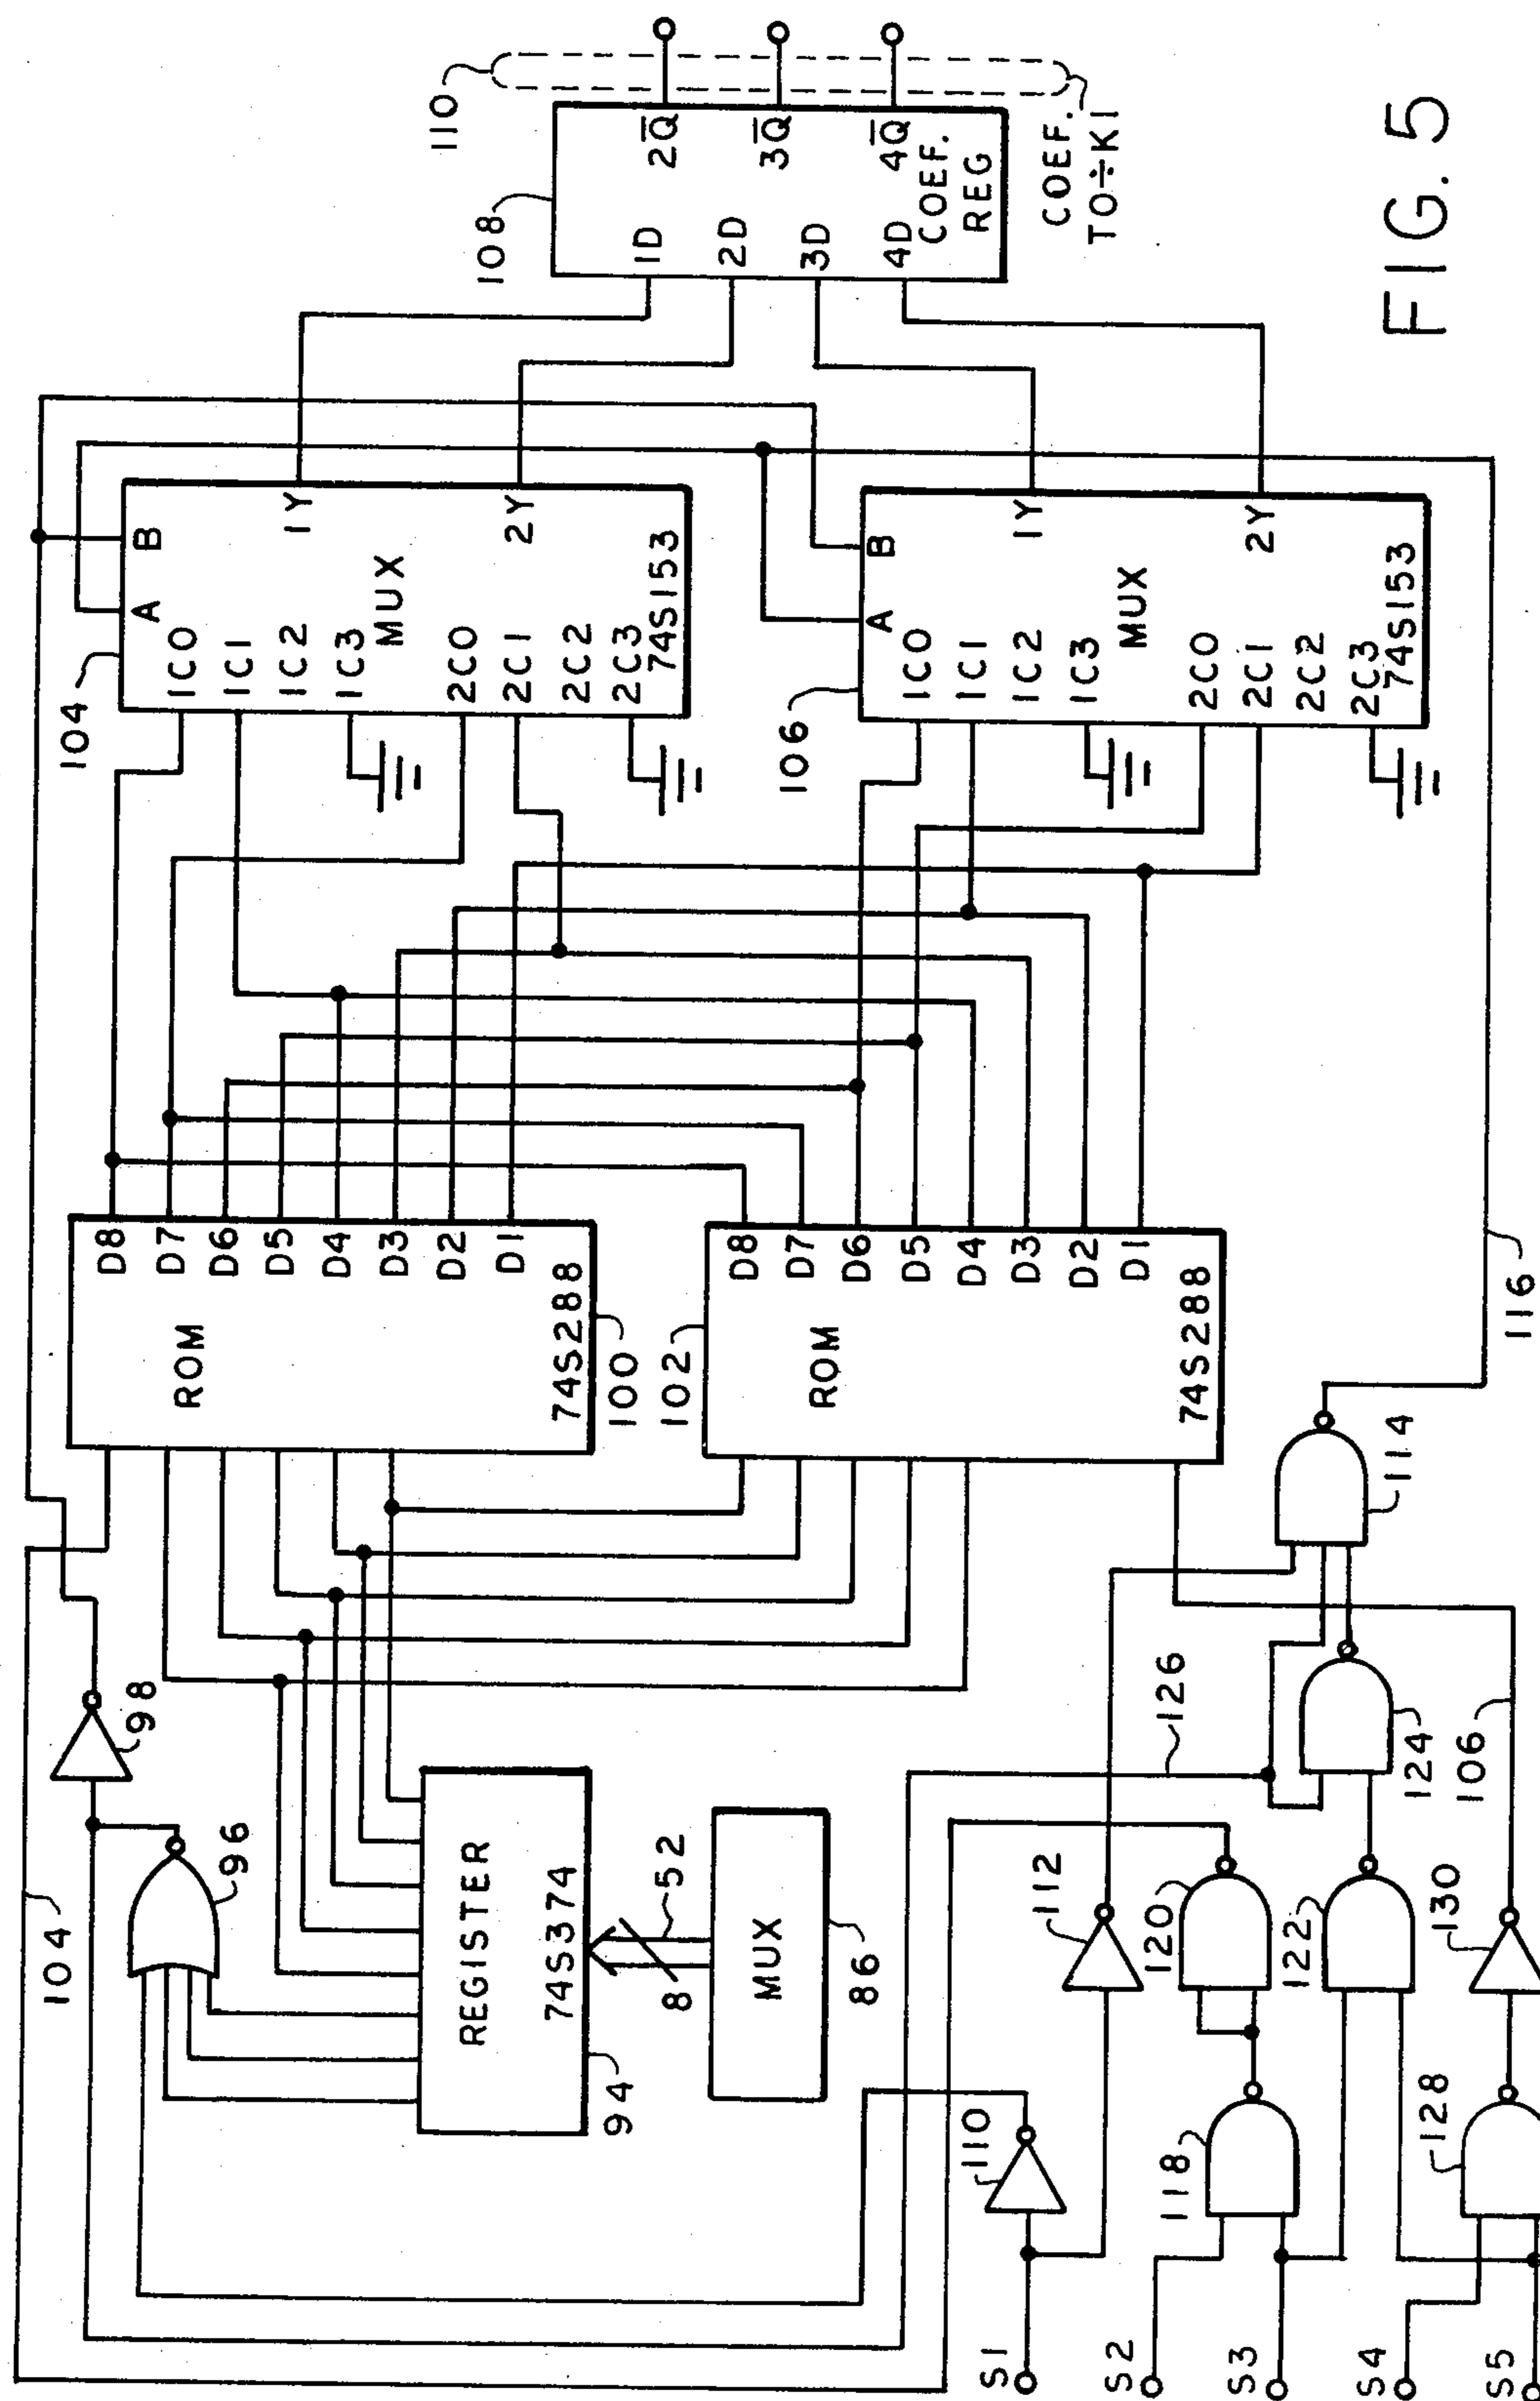 110
2Q̅
3Q̅
4Q̅
COEF.
REG
COEF.
TO÷K1
108
1D
2D
3D
4D
FIG. 5
104
A
B
1C0
1C1
1C2
1C3
2C0
2C1
2C2
2C3
1Y
2Y
MUX
74S153
106
A
B
1C0
1C1
1C2
1C3
2C0
2C1
2C2
2C3
1Y
2Y
MUX
74S153
D8
D7
D6
D5
D4
D3
D2
D1
ROM
74S288
100
102
D8
D7
D6
D5
D4
D3
D2
D1
ROM
74S288
116
114
98
96
104
REGISTER
74S374
94
52
8
MUX
86
126
124
106
112
120
122
130
110
118
128
S1
S2
S3
S4
S5